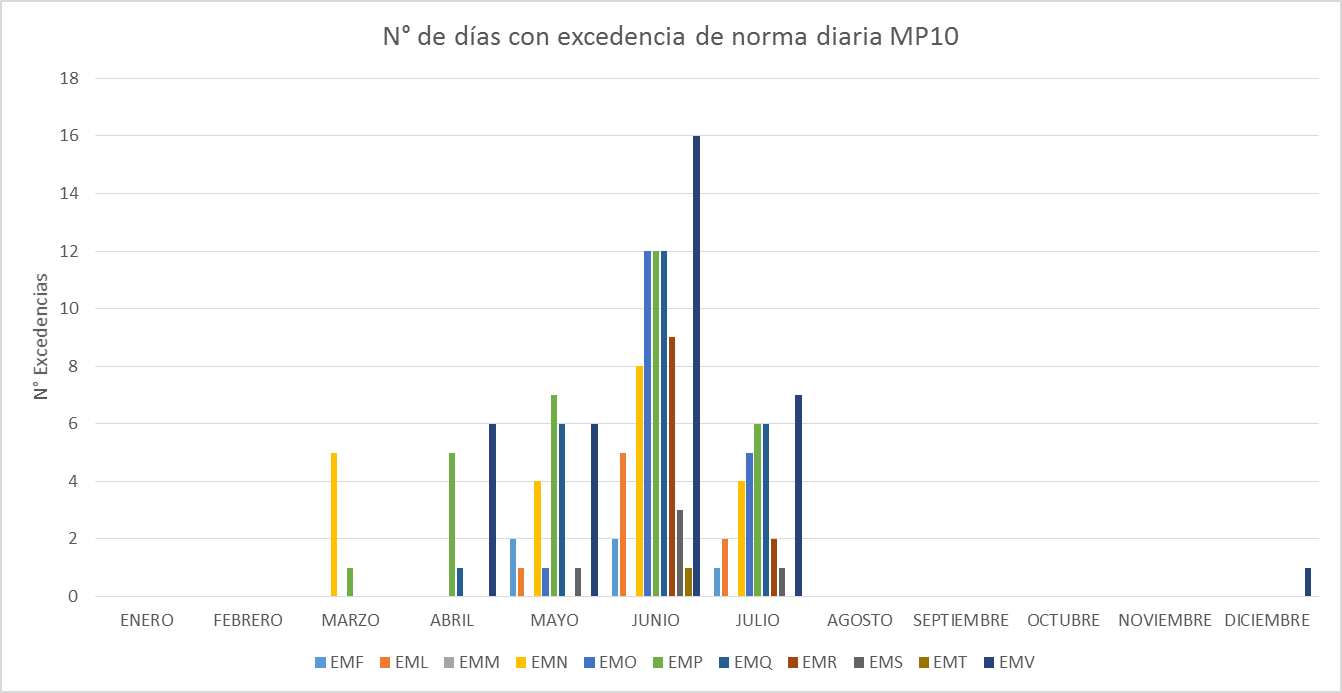 N° de días con excedencia de norma diaria MP10
18
16
14
12
10
8
6
4
2
0
N° Excedencias
ENERO FEBRERO MARZO ABRIL MAYO JUNIO JULIO AGOSTO SEPTIEMBRE OCTUBRE NOVIEMBRE DICIEMBRE
EMF EML EMM EMN EMO EMP EMQ EMR EMS EMT EMV